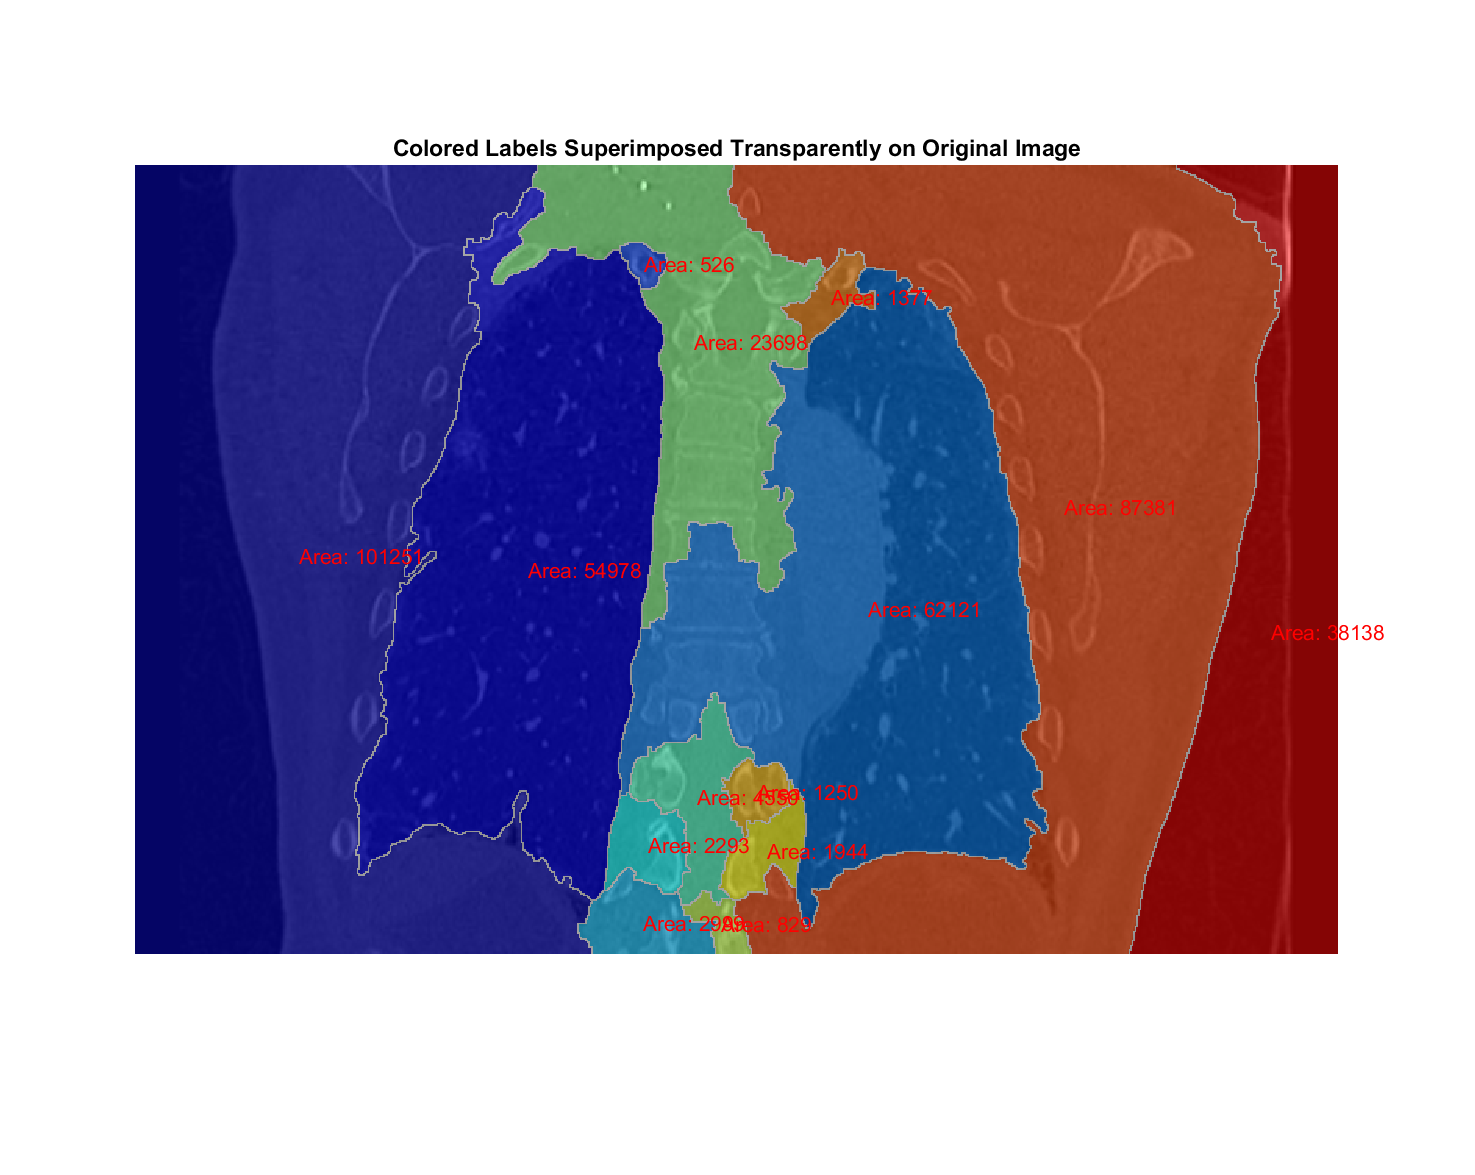 Colored Labels Superimposed Transparently on Original Image
Area: 526
Area: 1377
Area: 23698
Area: 87381
Area: 101251
Area: 54978
Area: 62121
Area: 38138
Area: 4550
Area: 1250
Area: 2293
Area: 1944
Area:
Area: 829